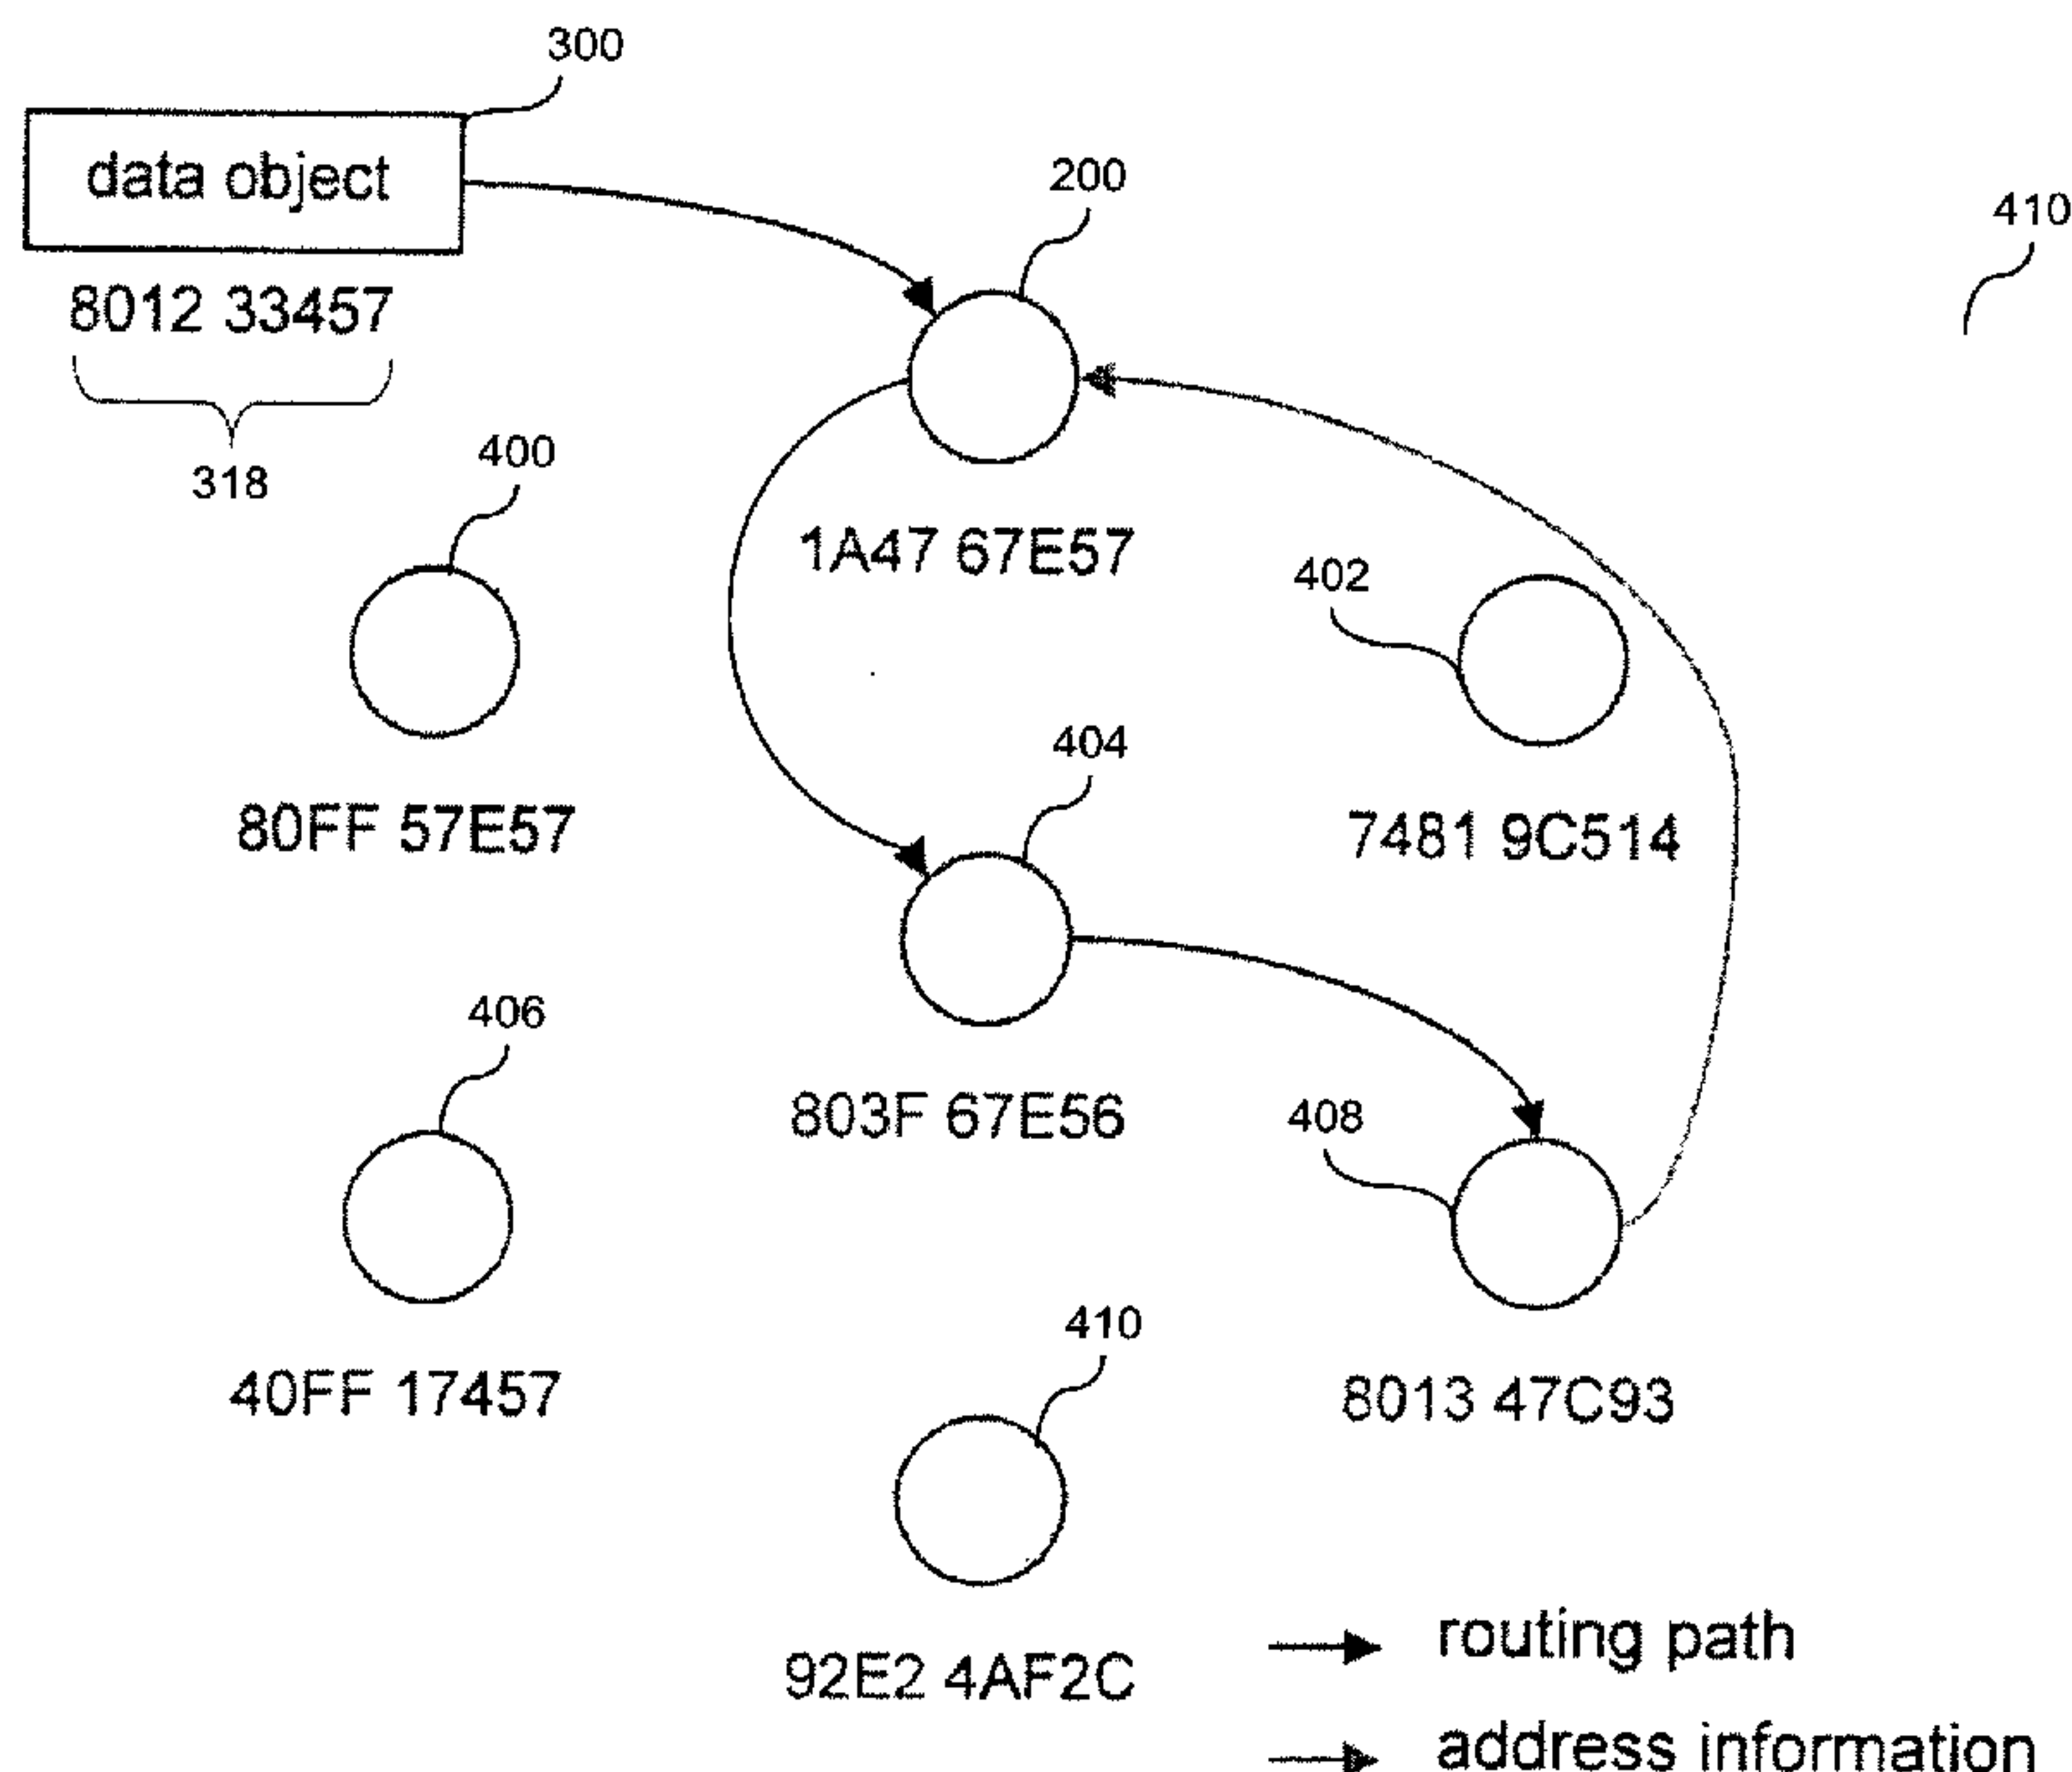 300
data object
200
410
8012 33457
318
400
1A47 67E57
402
404
80FF 57E57
7481 9C514
406
803F 67E56
408
410
40FF 17457
8013 47C93
92E2 4AF2C
routing path
address information